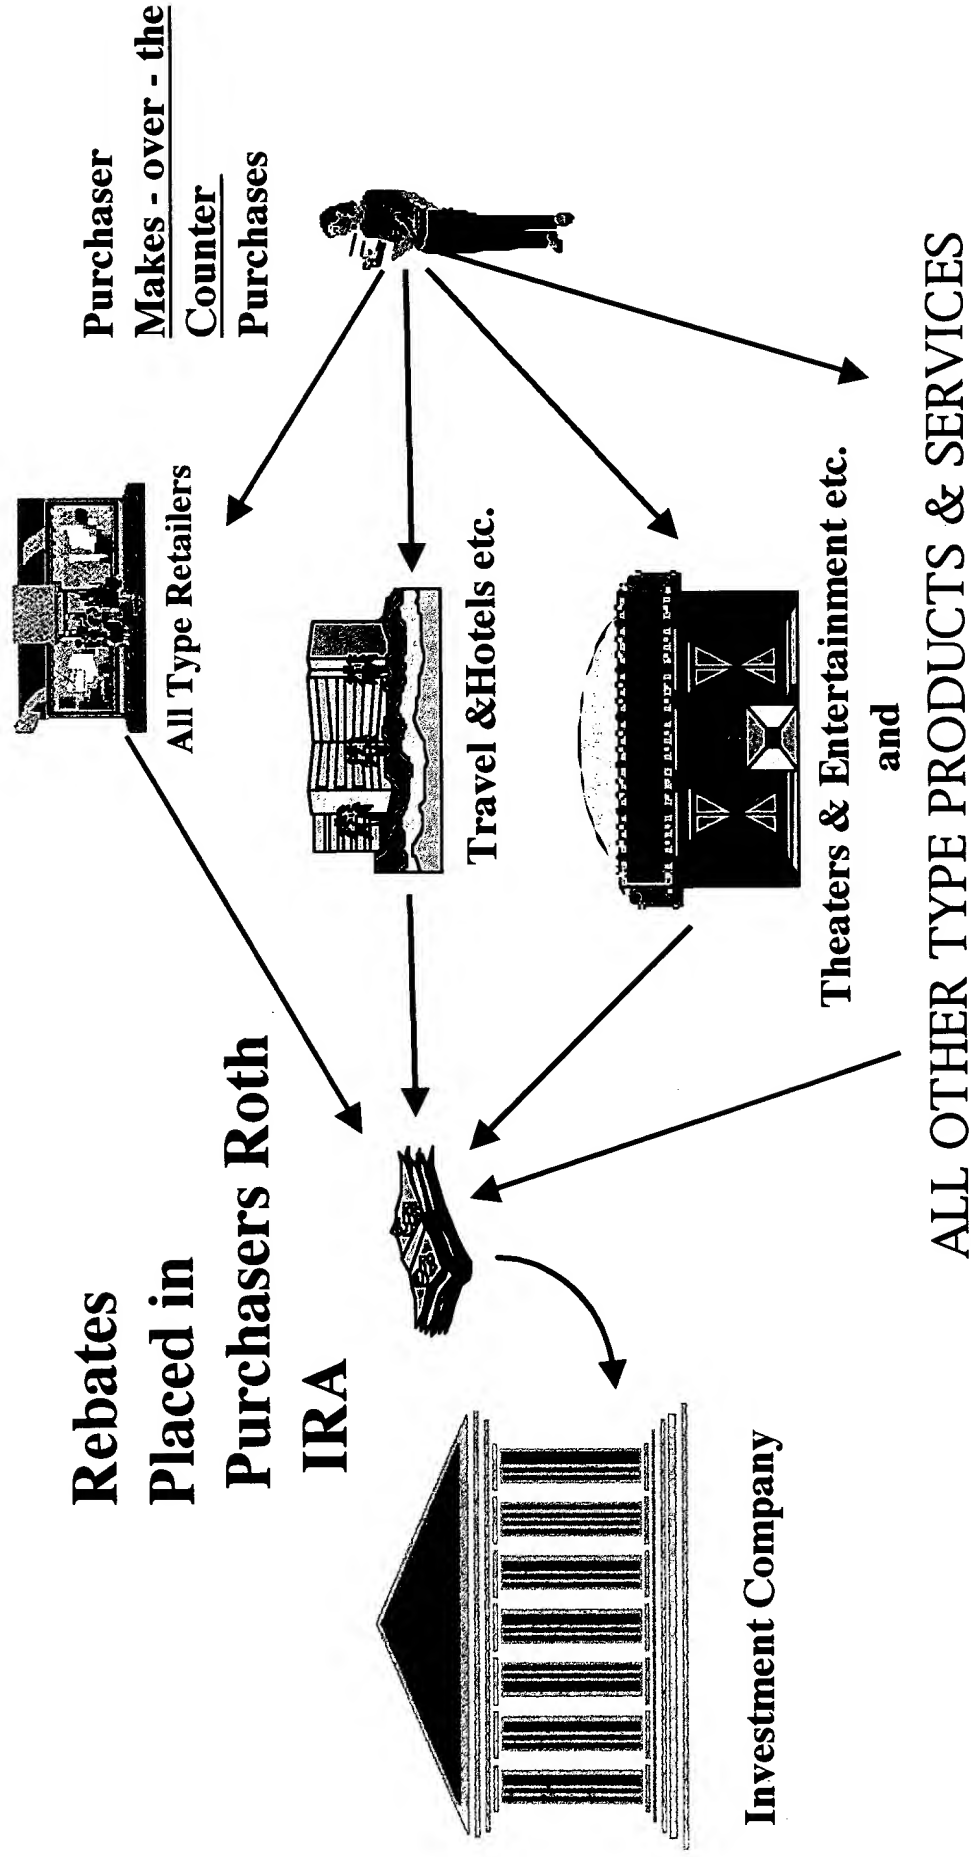 Rebates
Placed in
Purchasers Roth
IRA
Purchaser
Makes - over - the
Counter
Purchases
All Type Retailers
Travel &Hotels etc.
Theaters & Entertainment etc.
and
ALL OTHER TYPE PRODUCTS & SERVICES
Investment Company